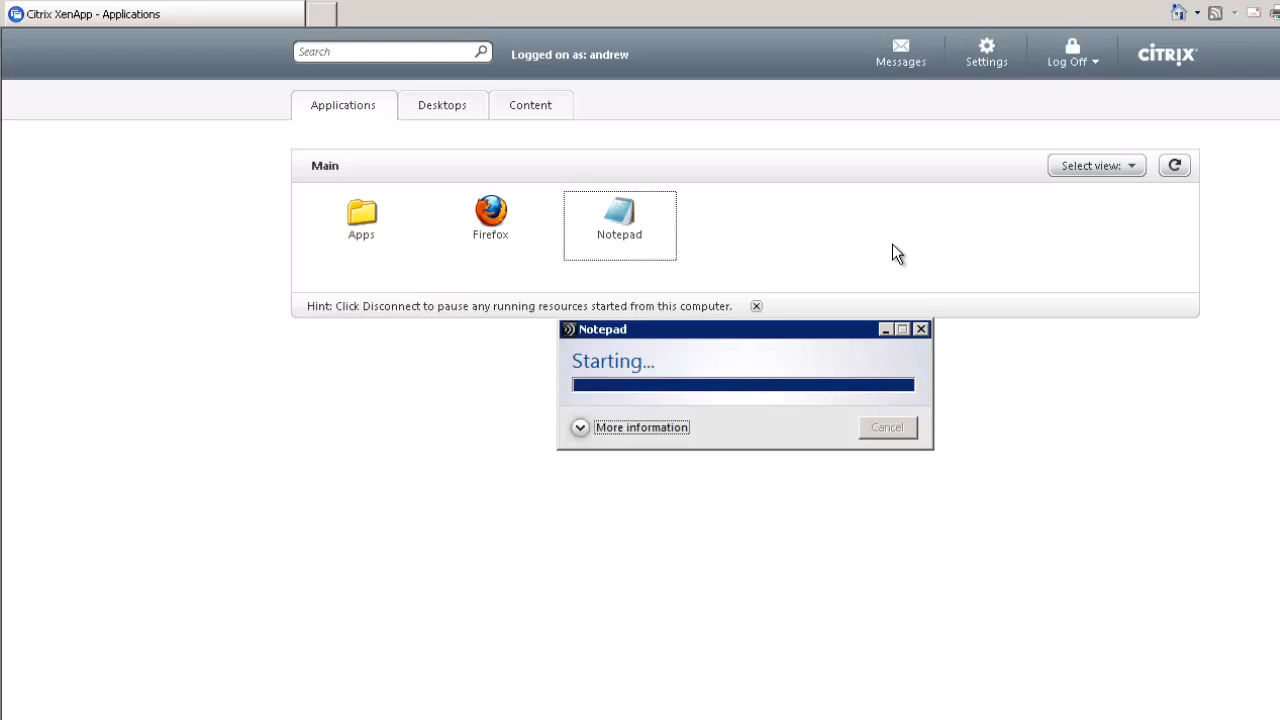 Citrix XenApp - Applications
Search
Logged on as: andrew
Messages
Settings
Log Off
CITRIX
Applications
Desktops
Content
Main
Select view:
Apps
Firefox
Notepad
Hint: Click Disconnect to pause any running resources started from this computer.
Notepad
Starting...
More information
Cancel